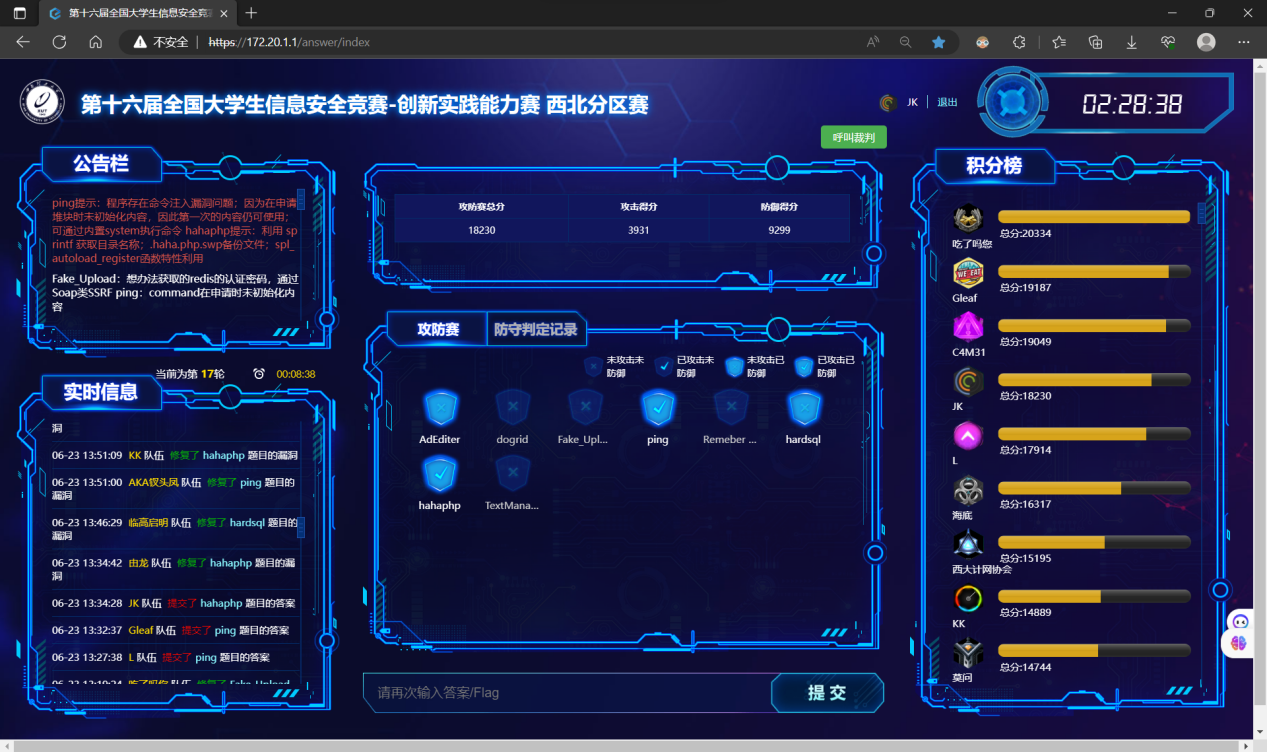 第十六届全国大学生信息安全竞
不安全
https://172.20.1.1/answer/index
第十六届全国大学生信息安全竞赛-创新实践能力赛 西北分区赛
JK
退出
02:28:38
呼叫裁判
公告栏
ping提示：程序存在命令注入漏洞问题；因为在申请
堆块时未初始化内容，因此第一次的内容仍可使用；
可通过内置system执行命令 hahaphp提示：利用 sp
rintf 获取目录名称；.haha.php.swp备份文件；spl_
autoload_register函数特性利用
Fake_Upload：想办法获取的redis的认证密码，通过
Soap类SSRF ping：command在申请时未初始化内
容
当前为第 17轮
00:08:38
实时信息
洞
06-23 13:51:09 KK 队伍 修复了 hahaphp 题目的漏洞
06-23 13:51:00 AKA钗头凤 队伍 修复了 ping 题目的
漏洞
06-23 13:46:29 临高启明 队伍 修复了 hardsql 题目的
漏洞
06-23 13:34:42 由龙 队伍 修复了 hahaphp 题目的漏
洞
06-23 13:34:28 JK 队伍 提交了 hahaphp 题目的答案
06-23 13:32:37 Gleaf 队伍 提交了 ping 题目的答案
06-23 13:27:38 L 队伍 提交了 ping 题目的答案
攻防赛总分 攻击得分 防御得分
18230 3931 9299
攻防赛
防守判定记录
未攻击未
防御
已攻击未
防御
未攻击已
防御
已攻击已
防御
AdEditer
dogrid
Fake_Upl...
ping
Remeber ...
hardsql
hahaphp
TextMana...
请再次输入答案/Flag
提 交
积分榜
吃了吗您
总分:20334
Gleaf
总分:19187
C4M31
总分:19049
JK
总分:18230
L
总分:17914
海底
总分:16317
西大计网协会
总分:15195
KK
总分:14889
莫问
总分:14744